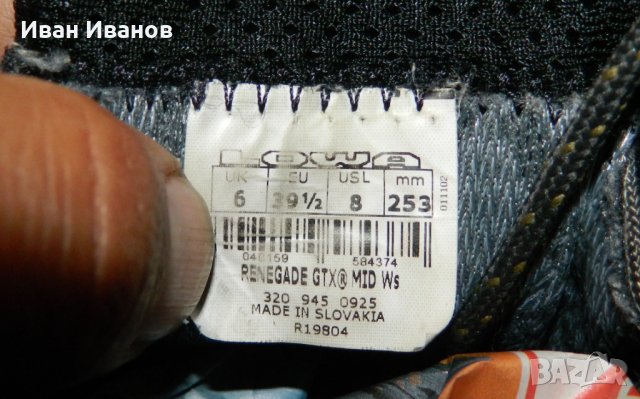 Иван Иванов
LOWA
UK EU USL mm
6 39½ 8 253
011102
040159 584374
RENEGADE GTX® MID Ws
320 945 0925
MADE IN SLOVAKIA
R19804
BAZAR